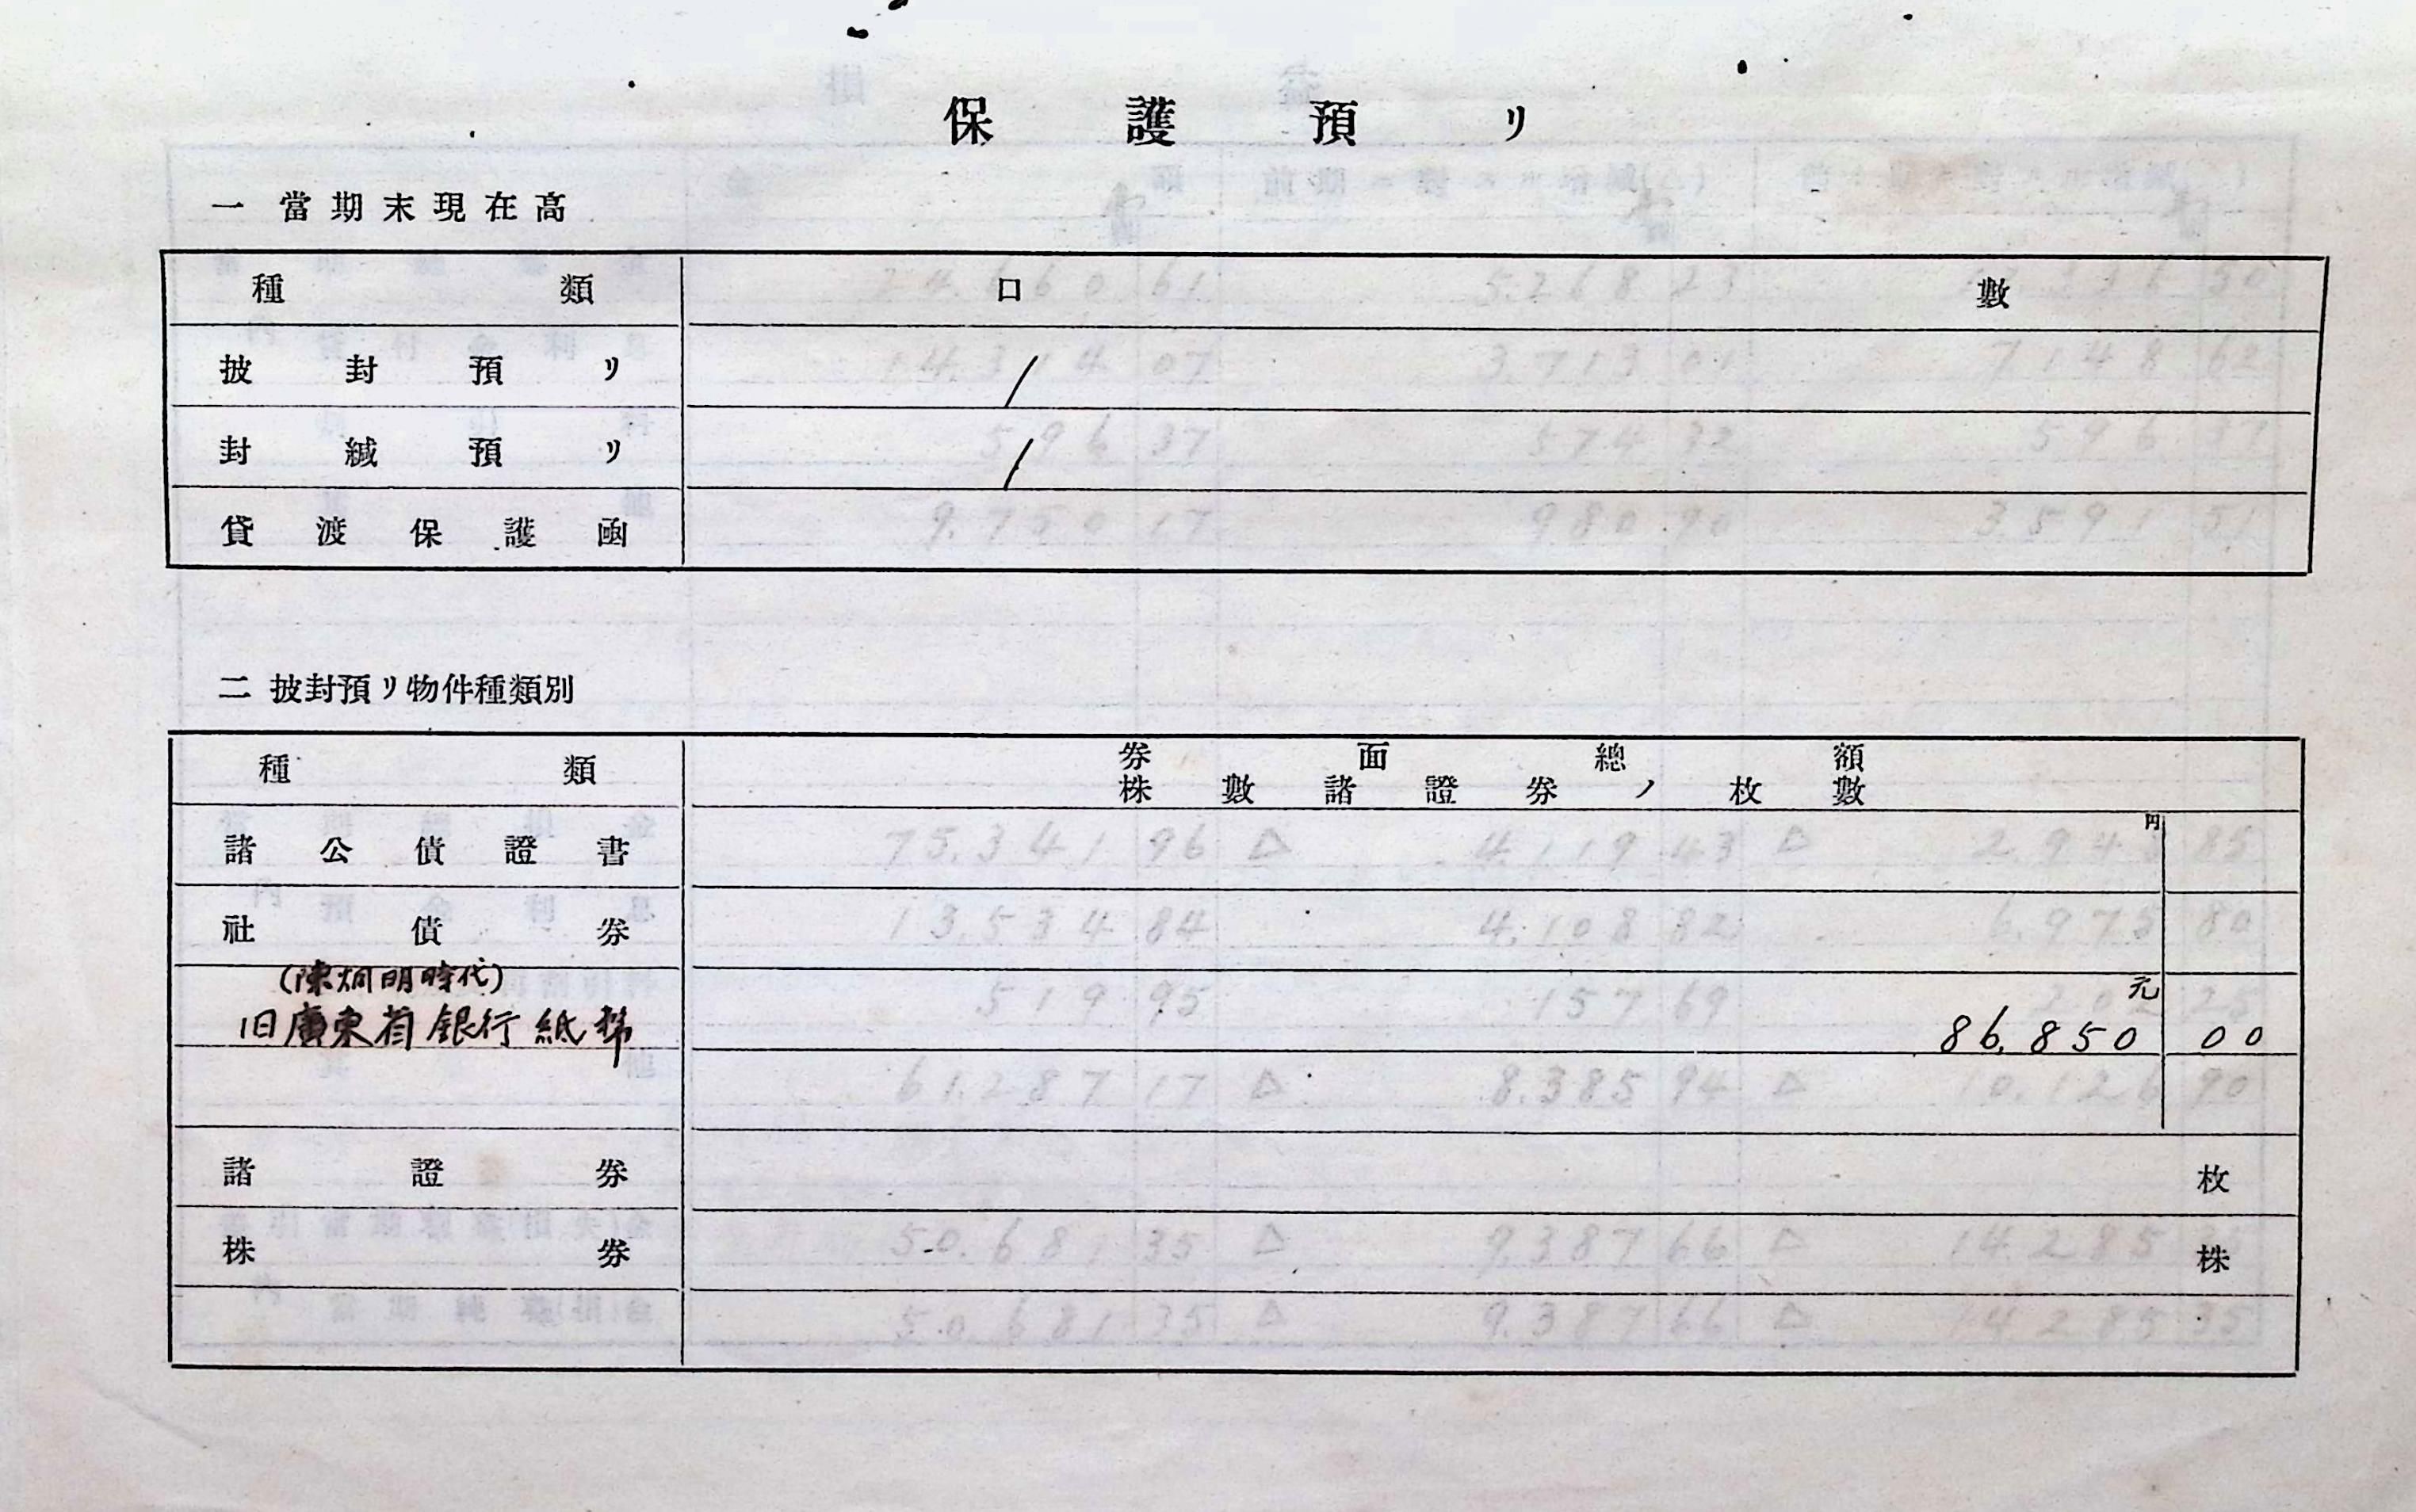 保護預リ
一 當期末現在高
種類 口數
披封預リ /
封緘預リ /
貸渡保護函
二 披封預リ物件種類別
種類 券面總額
株數諸證券ノ枚數
諸公債證書 円
社債券
(陳烱明時代) 元
旧廣東省銀行紙幣 86,850 00
諸證券 枚
株券 株